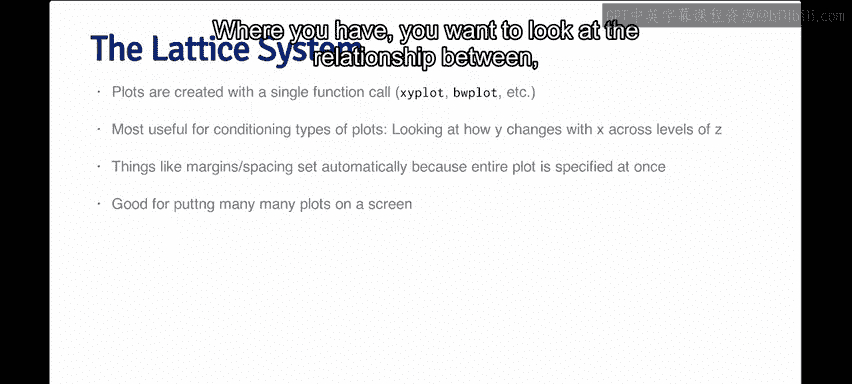 The Lattice System
Where you have, you want to look at the
relationship between,
· Plots are created with a single function call (xyplot, bwplot, etc.)
· Most useful for conditioning types of plots: Looking at how y changes with x across levels of z
· Things like margins/spacing set automatically because entire plot is specified at once
· Good for puttng many many plots on a screen